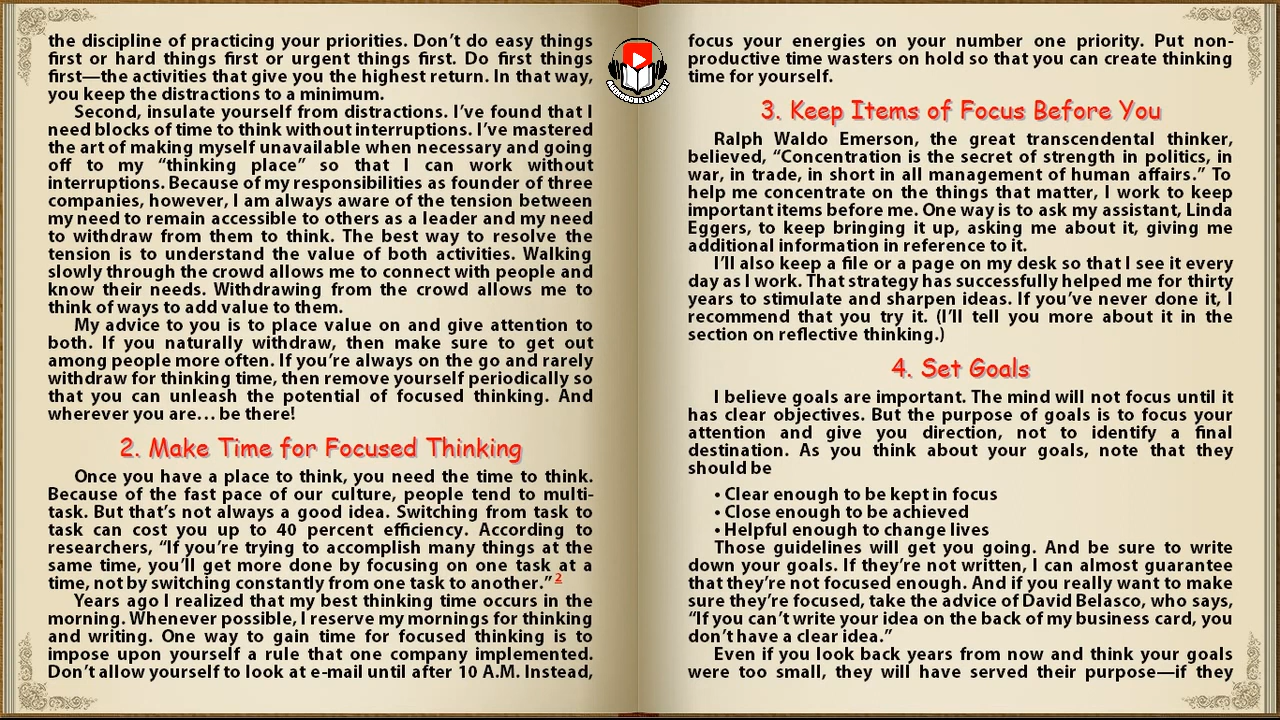 the discipline of practicing your priorities. Don't do easy things
first or hard things first or urgent things first. Do first things
first—the activities that give you the highest return. In that way,
you keep the distractions to a minimum.
Second, insulate yourself from distractions. I've found that I
need blocks of time to think without interruptions. I've mastered
the art of making myself unavailable when necessary and going
off to my “thinking place” so that I can work without
interruptions. Because of my responsibilities as founder of three
companies, however, I am always aware of the tension between
my need to remain accessible to others as a leader and my need
to withdraw from them to think. The best way to resolve the
tension is to understand the value of both activities. Walking
slowly through the crowd allows me to connect with people and
know their needs. Withdrawing from the crowd allows me to
think of ways to add value to them.
My advice to you is to place value on and give attention to
both. If you naturally withdraw, then make sure to get out
among people more often. If you're always on the go and rarely
withdraw for thinking time, then remove yourself periodically so
that you can unleash the potential of focused thinking. And
wherever you are… be there!
2. Make Time for Focused Thinking
Once you have a place to think, you need the time to think.
Because of the fast pace of our culture, people tend to multi-
task. But that's not always a good idea. Switching from task to
task can cost you up to 40 percent efficiency. According to
researchers, “If you're trying to accomplish many things at the
same time, you'll get more done by focusing on one task at a
time, not by switching constantly from one task to another.” 2
Years ago I realized that my best thinking time occurs in the
morning. Whenever possible, I reserve my mornings for thinking
and writing. One way to gain time for focused thinking is to
impose upon yourself a rule that one company implemented.
Don't allow yourself to look at e-mail until after 10 A.M. Instead,
AUDIOBOOK LIBRARY
focus your energies on your number one priority. Put non-
productive time wasters on hold so that you can create thinking
time for yourself.
3. Keep Items of Focus Before You
Ralph Waldo Emerson, the great transcendental thinker,
believed, “Concentration is the secret of strength in politics, in
war, in trade, in short in all management of human affairs.” To
help me concentrate on the things that matter, I work to keep
important items before me. One way is to ask my assistant, Linda
Eggers, to keep bringing it up, asking me about it, giving me
additional information in reference to it.
I'll also keep a file or a page on my desk so that I see it every
day as I work. That strategy has successfully helped me for thirty
years to stimulate and sharpen ideas. If you've never done it, I
recommend that you try it. (I'll tell you more about it in the
section on reflective thinking.)
4. Set Goals
I believe goals are important. The mind will not focus until it
has clear objectives. But the purpose of goals is to focus your
attention and give you direction, not to identify a final
destination. As you think about your goals, note that they
should be
• Clear enough to be kept in focus
• Close enough to be achieved
• Helpful enough to change lives
Those guidelines will get you going. And be sure to write
down your goals. If they're not written, I can almost guarantee
that they're not focused enough. And if you really want to make
sure they're focused, take the advice of David Belasco, who says,
“If you can't write your idea on the back of my business card, you
don't have a clear idea.”
Even if you look back years from now and think your goals
were too small, they will have served their purpose—if they